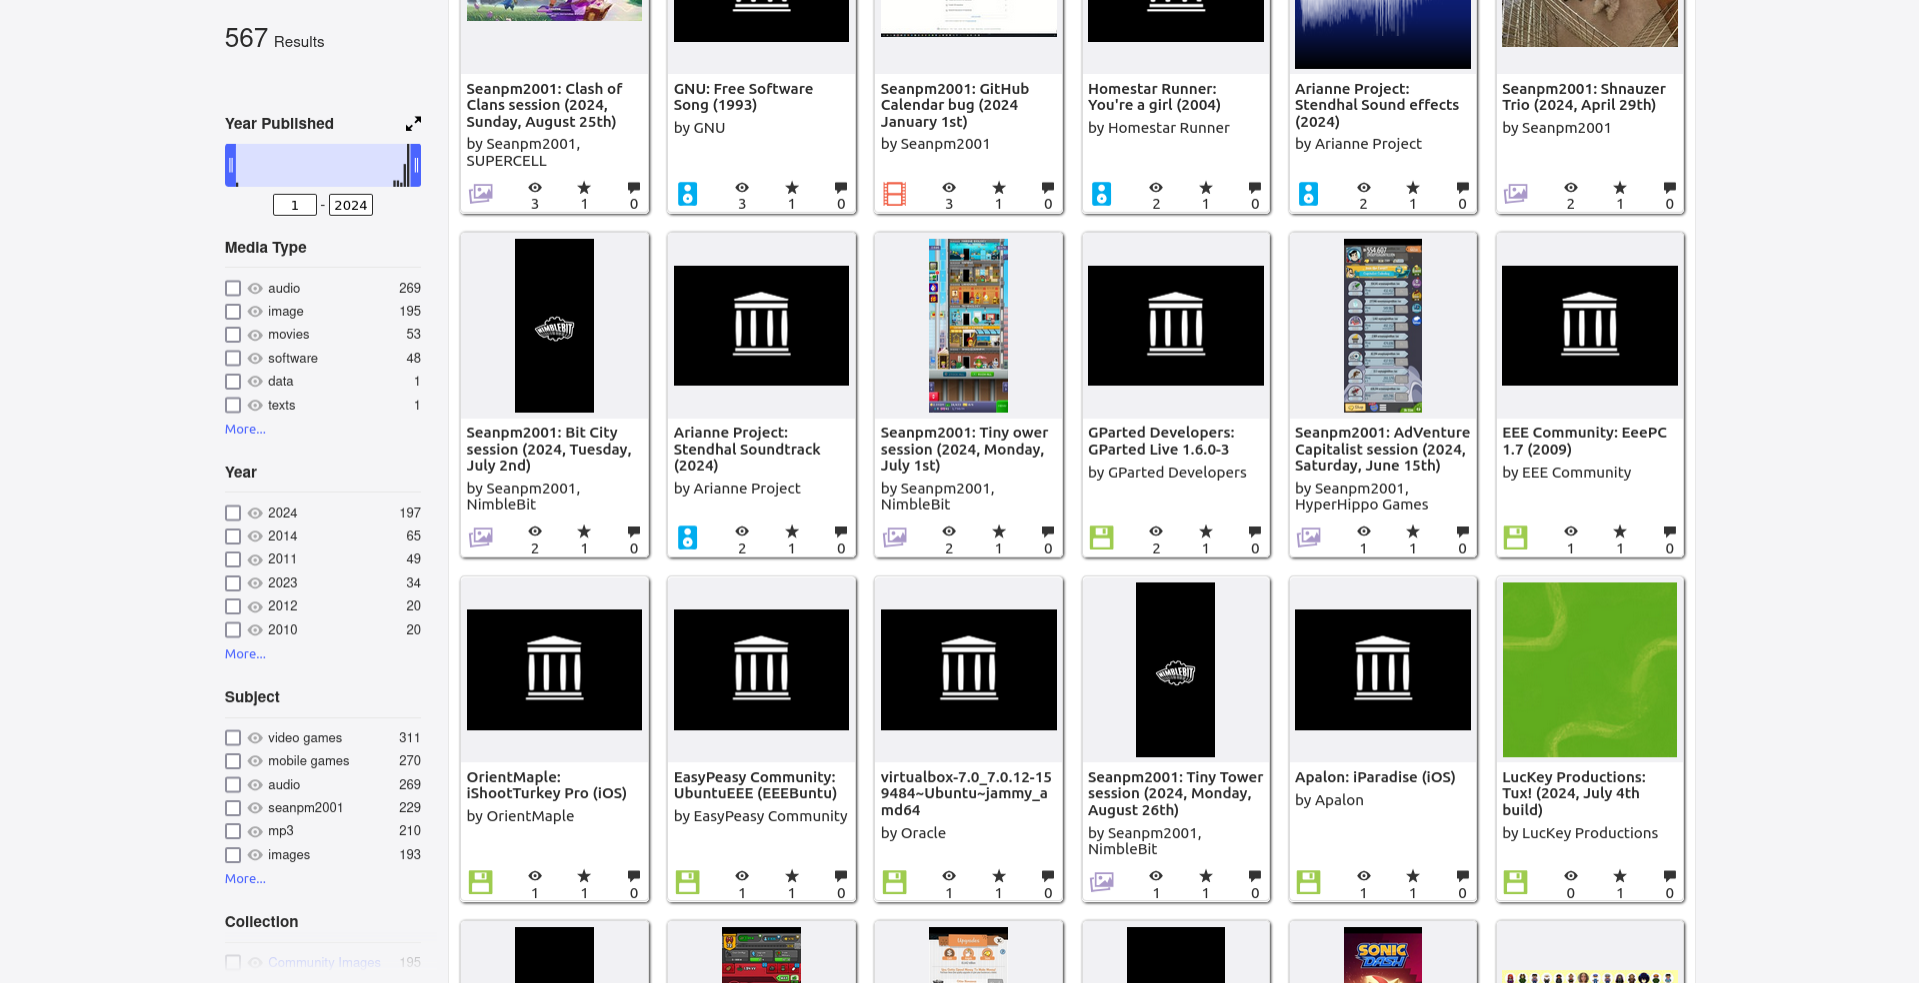 567 Results
Year Published
1 - 2024
Media Type
audio 269
image 195
movies 53
software 48
data 1
texts 1
More...
Year
2024 197
2014 65
2011 49
2023 34
2012 20
2010 20
More...
Subject
video games 311
mobile games 270
audio 269
seanpm2001 229
mp3 210
images 193
More...
Collection
Community Images 195
Seanpm2001: Clash of
Clans session (2024,
Sunday, August 25th)
by Seanpm2001,
SUPERCELL
3 1 0
GNU: Free Software
Song (1993)
by GNU
3 1 0
Seanpm2001: GitHub
Calendar bug (2024
January 1st)
by Seanpm2001
3 1 0
Homestar Runner:
You're a girl (2004)
by Homestar Runner
2 1 0
Arianne Project:
Stendhal Sound effects
(2024)
by Arianne Project
2 1 0
Seanpm2001: Shnauzer
Trio (2024, April 29th)
by Seanpm2001
2 1 0
NIMBLEBIT
Seanpm2001: Bit City
session (2024, Tuesday,
July 2nd)
by Seanpm2001,
NimbleBit
2 1 0
Arianne Project:
Stendhal Soundtrack
(2024)
by Arianne Project
2 1 0
Seanpm2001: Tiny ower
session (2024, Monday,
July 1st)
by Seanpm2001,
NimbleBit
2 1 0
GParted Developers:
GParted Live 1.6.0-3
by GParted Developers
2 1 0
Seanpm2001: AdVenture
Capitalist session (2024,
Saturday, June 15th)
by Seanpm2001,
HyperHippo Games
1 1 0
EEE Community: EeePC
1.7 (2009)
by EEE Community
1 1 0
OrientMaple:
iShootTurkey Pro (iOS)
by OrientMaple
1 1 0
EasyPeasy Community:
UbuntuEEE (EEEBuntu)
by EasyPeasy Community
1 1 0
virtualbox-7.0_7.0.12-15
9484~Ubuntu~jammy_a
md64
by Oracle
1 1 0
NIMBLEBIT
Seanpm2001: Tiny Tower
session (2024, Monday,
August 26th)
by Seanpm2001,
NimbleBit
1 1 0
Apalon: iParadise (iOS)
by Apalon
1 1 0
LucKey Productions:
Tux! (2024, July 4th
build)
by LucKey Productions
0 1 0
Upgrades
SONIC
DASH